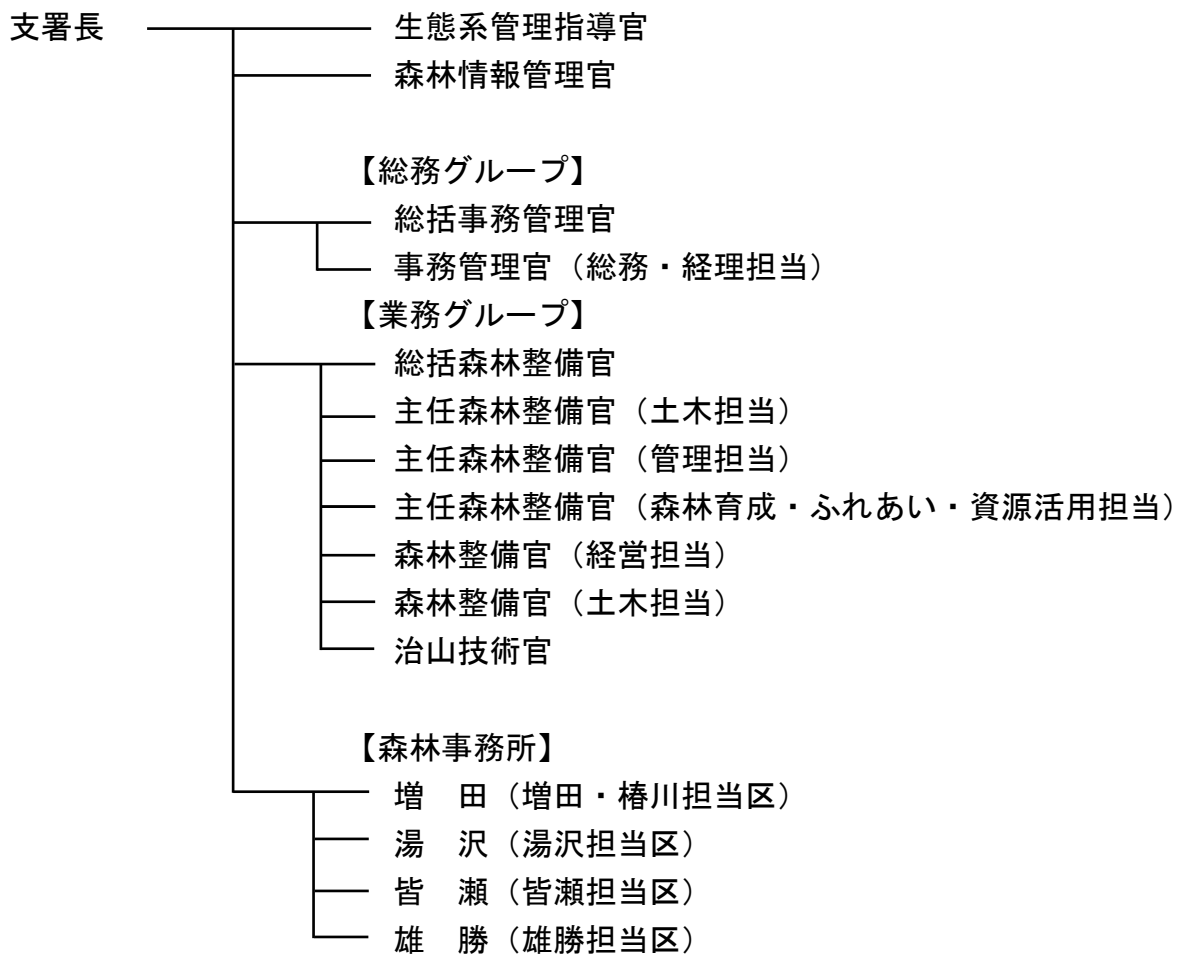 支署長 生態系管理指導官
森林情報管理官
【総務グループ】
総括事務管理官
事務管理官（総務・経理担当）
【業務グループ】
総括森林整備官
主任森林整備官（土木担当）
主任森林整備官（管理担当）
主任森林整備官（森林育成・ふれあい・資源活用担当）
森林整備官（経営担当）
森林整備官（土木担当）
治山技術官
【森林事務所】
増　田（増田・椿川担当区）
湯　沢（湯沢担当区）
皆　瀬（皆瀬担当区）
雄　勝（雄勝担当区）